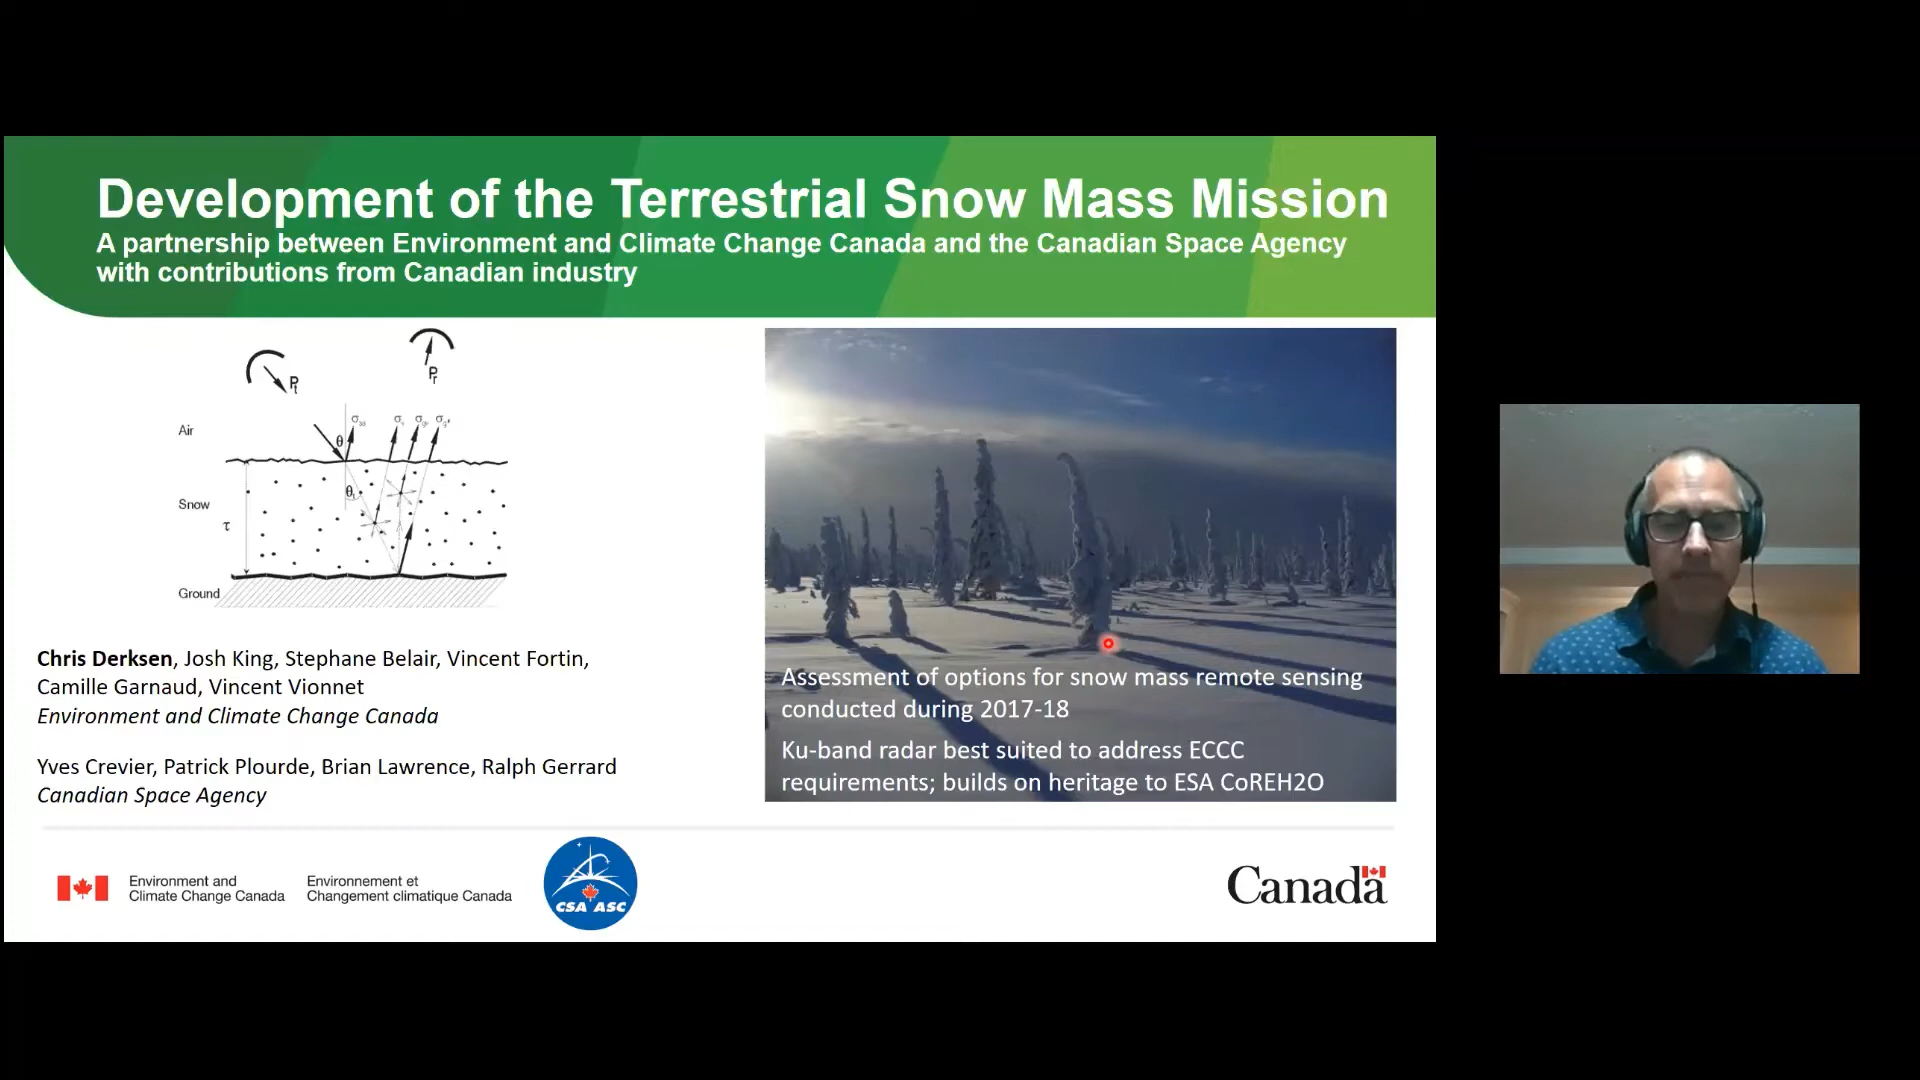 Development of the Terrestrial Snow Mass Mission
A partnership between Environment and Climate Change Canada and the Canadian Space Agency
with contributions from Canadian industry
Pt
Pr
Air
θ
Snow
θ
τ
Ground
Chris Derksen, Josh King, Stephane Belair, Vincent Fortin,
Camille Garnaud, Vincent Vionnet
Environment and Climate Change Canada
Yves Crevier, Patrick Plourde, Brian Lawrence, Ralph Gerrard
Canadian Space Agency
Assessment of options for snow mass remote sensing
conducted during 2017-18
Ku-band radar best suited to address ECCC
requirements; builds on heritage to ESA CoREH2O
Environment and
Climate Change Canada
Environnement et
Changement climatique Canada
CSA ASC
Canada